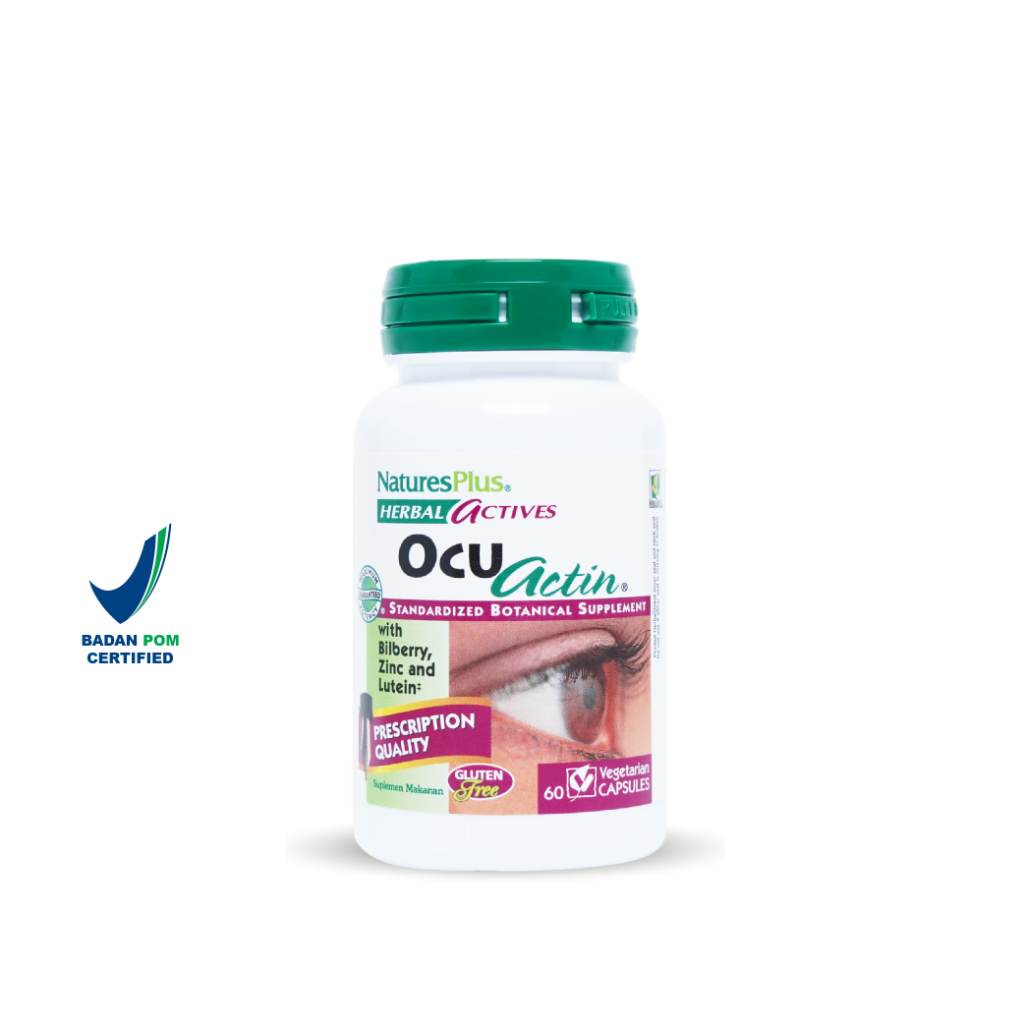 PULL
NaturesPlus®
HERBAL ACTIVES
OCU Actin®
STANDARDIZED BOTANICAL SUPPLEMENT
with
Bilberry,
Zinc and
Lutein‡
PRESCRIPTION
QUALITY
Suplemen Makanan
GLUTEN
Free
60 Vegetarian
CAPSULES
BADAN POM
CERTIFIED